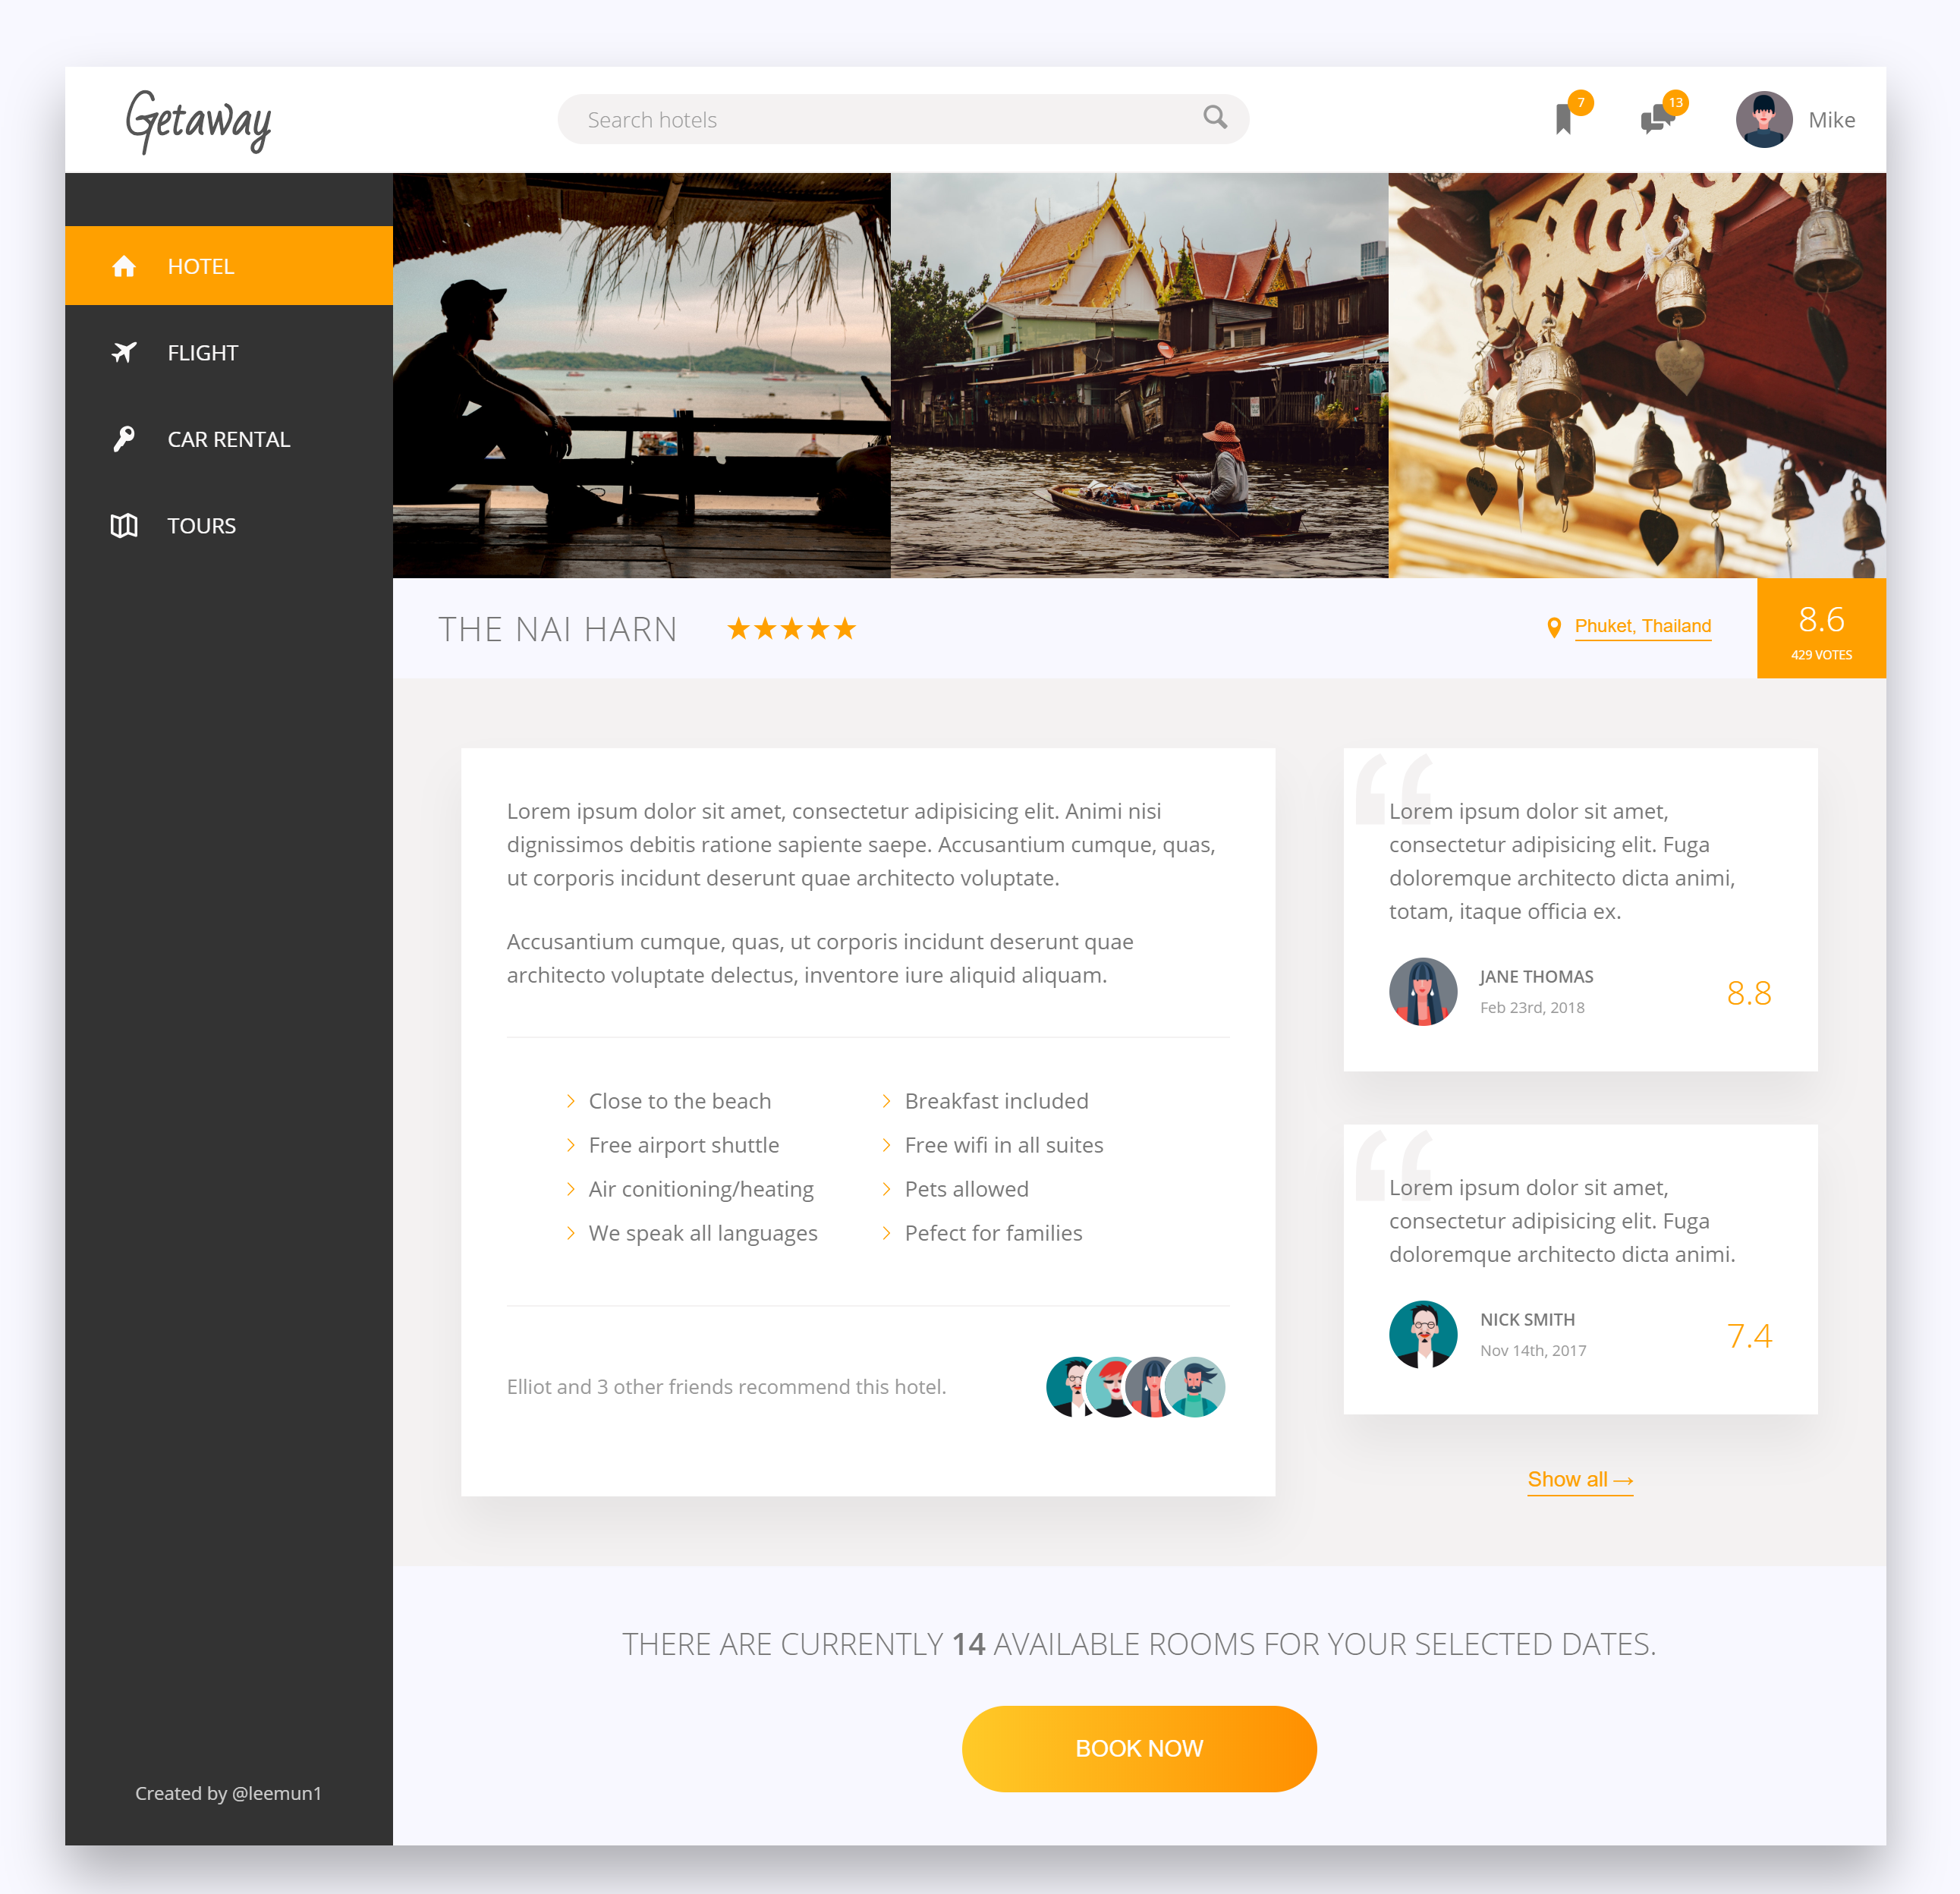 Getaway
Search hotels
7
13
Mike
HOTEL
FLIGHT
CAR RENTAL
TOURS
THE NAI HARN
Phuket, Thailand
8.6
429 VOTES
Lorem ipsum dolor sit amet, consectetur adipisicing elit. Animi nisi
dignissimos debitis ratione sapiente saepe. Accusantium cumque, quas,
ut corporis incidunt deserunt quae architecto voluptate.
Accusantium cumque, quas, ut corporis incidunt deserunt quae
architecto voluptate delectus, inventore iure aliquid aliquam.
Close to the beach
Breakfast included
Free airport shuttle
Free wifi in all suites
Air conitioning/heating
Pets allowed
We speak all languages
Pefect for families
Elliot and 3 other friends recommend this hotel.
“
Lorem ipsum dolor sit amet,
consectetur adipisicing elit. Fuga
doloremque architecto dicta animi,
totam, itaque officia ex.
JANE THOMAS
Feb 23rd, 2018
8.8
“
Lorem ipsum dolor sit amet,
consectetur adipisicing elit. Fuga
doloremque architecto dicta animi.
NICK SMITH
Nov 14th, 2017
7.4
Show all →
THERE ARE CURRENTLY 14 AVAILABLE ROOMS FOR YOUR SELECTED DATES.
BOOK NOW
Created by @leemun1